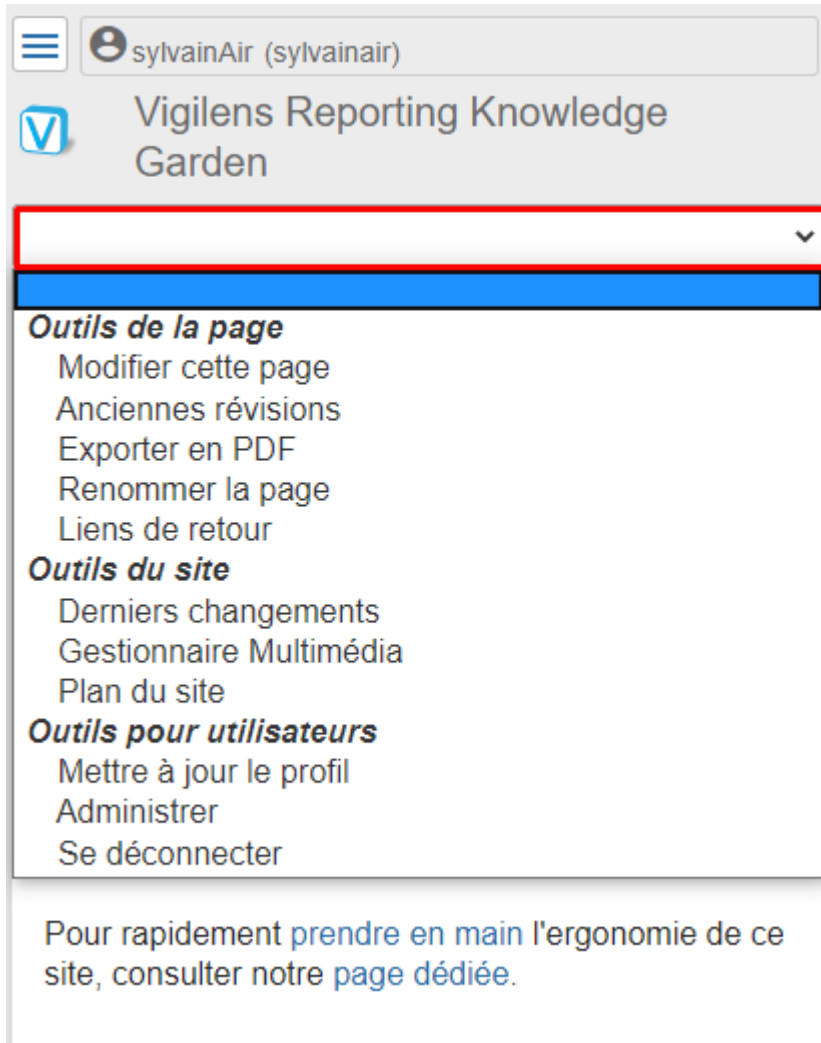 sylvainAir (sylvainair)
V
Vigilens Reporting Knowledge
Garden
Outils de la page
Modifier cette page
Anciennes révisions
Exporter en PDF
Renommer la page
Liens de retour
Outils du site
Derniers changements
Gestionnaire Multimédia
Plan du site
Outils pour utilisateurs
Mettre à jour le profil
Administrer
Se déconnecter
Pour rapidement prendre en main l'ergonomie de ce
site, consulter notre page dédiée.